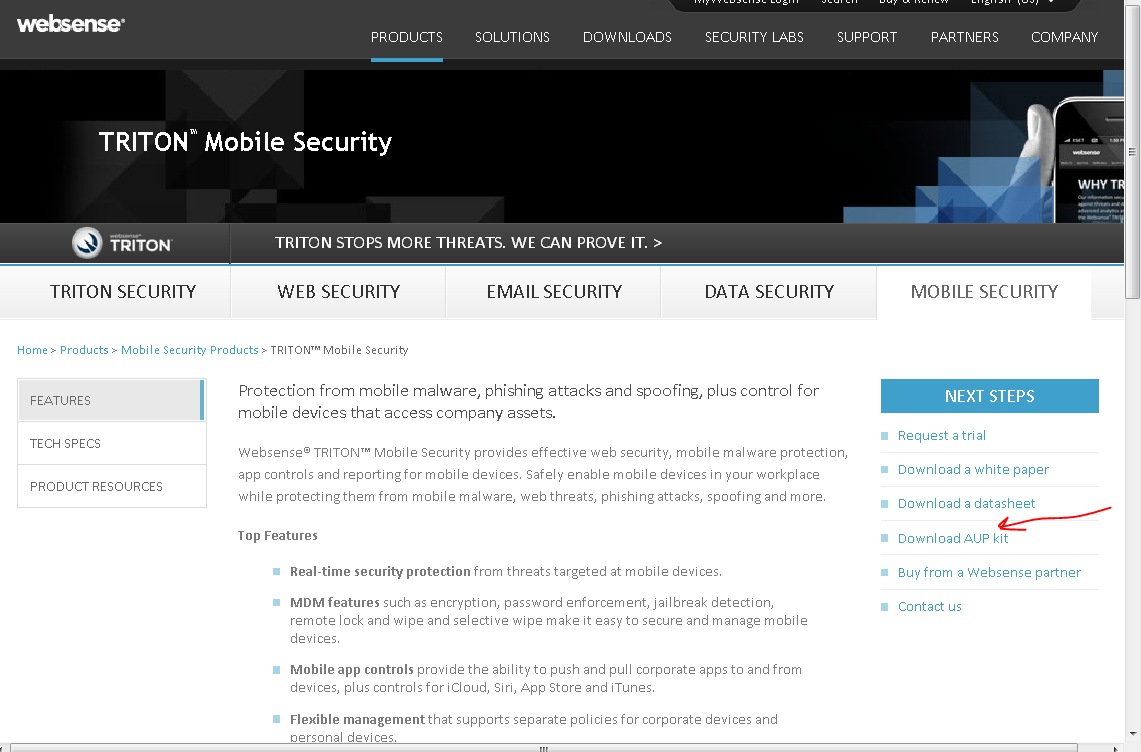 MyWebsense Login Search Buy & Renew English (US)
websense®
PRODUCTS SOLUTIONS DOWNLOADS SECURITY LABS SUPPORT PARTNERS COMPANY
TRITON™ Mobile Security
websense
WHY TR
websense®
TRITON™
TRITON STOPS MORE THREATS. WE CAN PROVE IT. >
TRITON SECURITY WEB SECURITY EMAIL SECURITY DATA SECURITY MOBILE SECURITY
Home > Products > Mobile Security Products > TRITON™ Mobile Security
FEATURES
TECH SPECS
PRODUCT RESOURCES
Protection from mobile malware, phishing attacks and spoofing, plus control for
mobile devices that access company assets.
Websense® TRITON™ Mobile Security provides effective web security, mobile malware protection,
app controls and reporting for mobile devices. Safely enable mobile devices in your workplace
while protecting them from mobile malware, web threats, phishing attacks, spoofing and more.
Top Features
Real-time security protection from threats targeted at mobile devices.
MDM features such as encryption, password enforcement, jailbreak detection,
remote lock and wipe and selective wipe make it easy to secure and manage mobile
devices.
Mobile app controls provide the ability to push and pull corporate apps to and from
devices, plus controls for iCloud, Siri, App Store and iTunes.
Flexible management that supports separate policies for corporate devices and
personal devices.
NEXT STEPS
Request a trial
Download a white paper
Download a datasheet
Download AUP kit
Buy from a Websense partner
Contact us